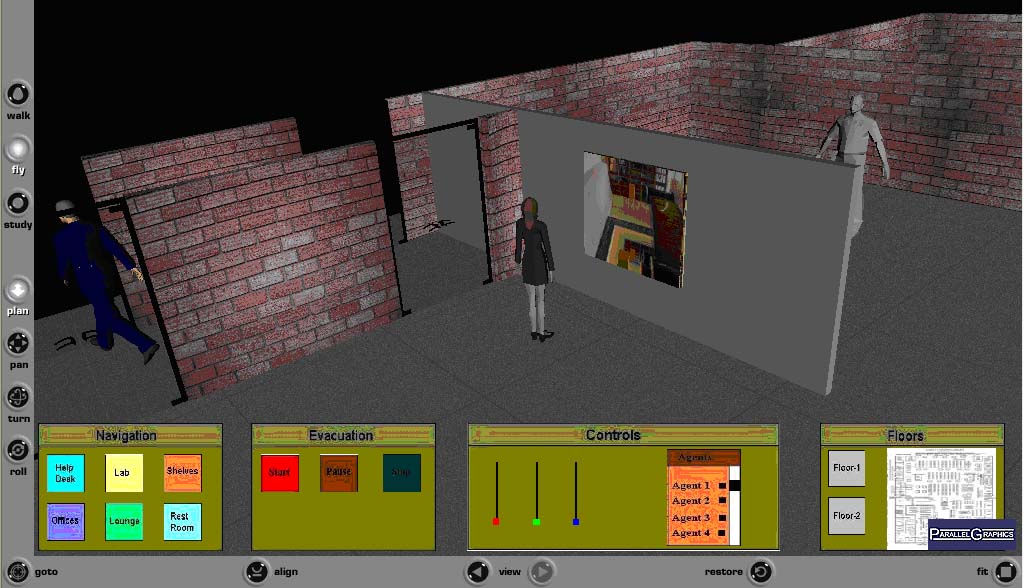 walk
fly
study
plan
pan
turn
roll
Navigation
Help
Desk
Lab
Shelves
Offices
Lounge
Rest
Room
Evacuation
Start
Pause
Stop
Controls
Agents
Agent 1
Agent 2
Agent 3
Agent 4
Floors
Floor-1
Floor-2
PARALLELGRAPHICS
goto
align
view
restore
fit